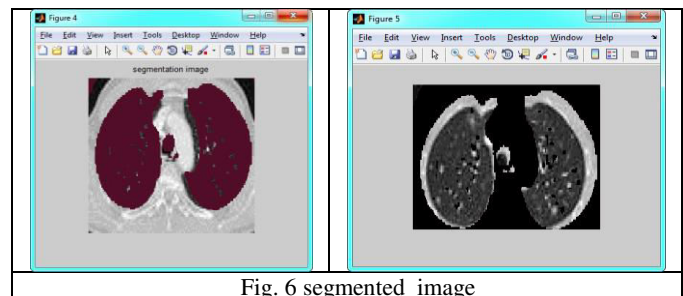 Figure 4
File Edit View Insert Tools Desktop Window Help
segmentation image
Figure 5
File Edit View Insert Tools Desktop Window Help
Fig. 6 segmented image